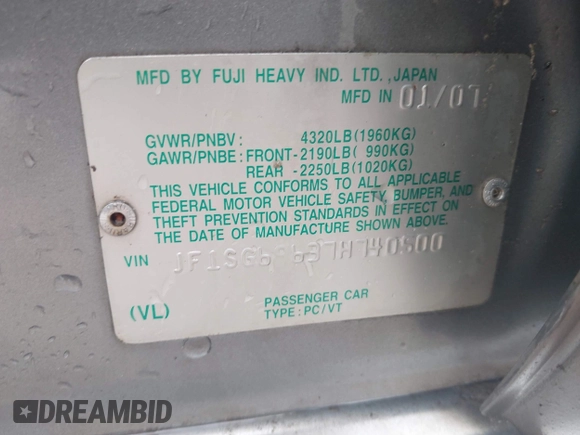 MFD BY FUJI HEAVY IND. LTD., JAPAN
MFD IN 01/07
GVWR/PNBV: 4320LB(1960KG)
GAWR/PNBE: FRONT-2190LB( 990KG)
REAR -2250LB(1020KG)
THIS VEHICLE CONFORMS TO ALL APPLICABLE
FEDERAL MOTOR VEHICLE SAFETY, BUMPER, AND
THEFT PREVENTION STANDARDS IN EFFECT ON
THE DATE OF MANUFACTURE SHOWN ABOVE.
VIN
(VL)
PASSENGER CAR
TYPE:PC/VT
DREAMBID